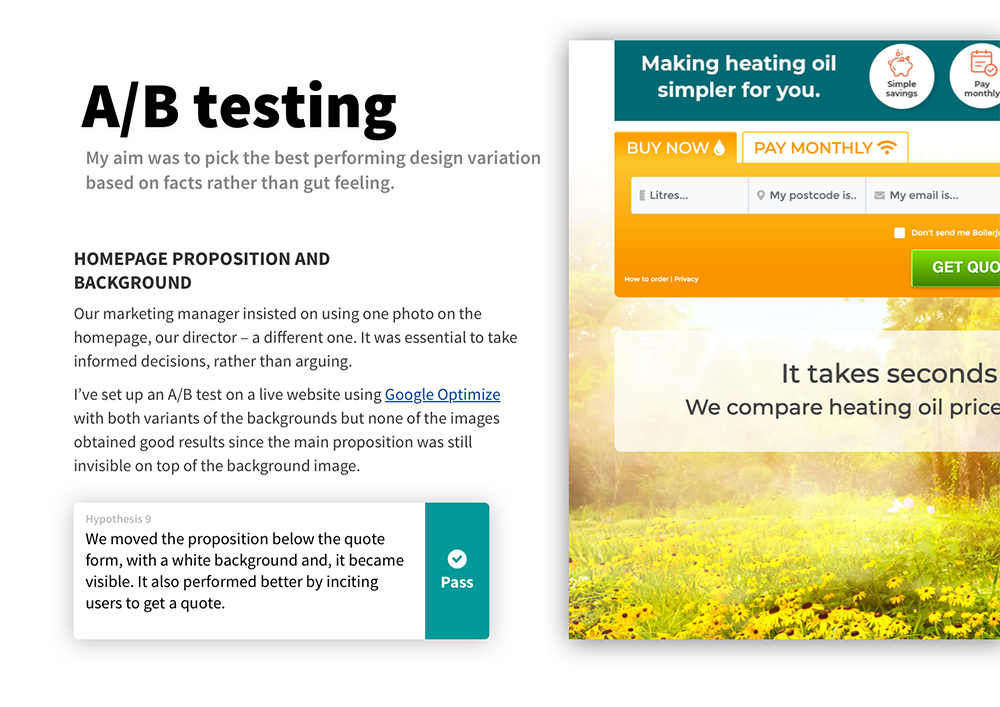 A/B testing
My aim was to pick the best performing design variation
based on facts rather than gut feeling.
HOMEPAGE PROPOSITION AND
BACKGROUND
Our marketing manager insisted on using one photo on the
homepage, our director – a different one. It was essential to take
informed decisions, rather than arguing.
I've set up an A/B test on a live website using Google Optimize
with both variants of the backgrounds but none of the images
obtained good results since the main proposition was still
invisible on top of the background image.
Hypothesis 9
We moved the proposition below the quote
form, with a white background and, it became
visible. It also performed better by inciting
users to get a quote.
Pass
Making heating oil
simpler for you.
Simple
savings
Pay
monthly
BUY NOW
PAY MONTHLY
Litres...
My postcode is..
My email is...
Don't send me Boilerju
How to order | Privacy
GET QUO
It takes seconds
We compare heating oil price